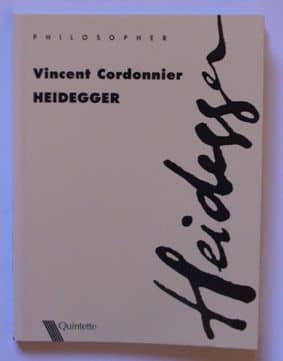 PHILOSOPHER
Vincent Cordonnier
HEIDEGGER
Heidegger
Quintette